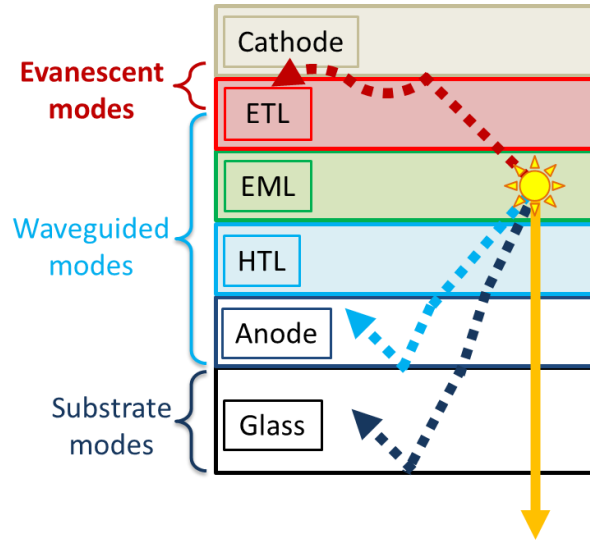 Cathode
Evanescent
modes
ETL
EML
Waveguided
modes
HTL
Anode
Substrate
modes
Glass